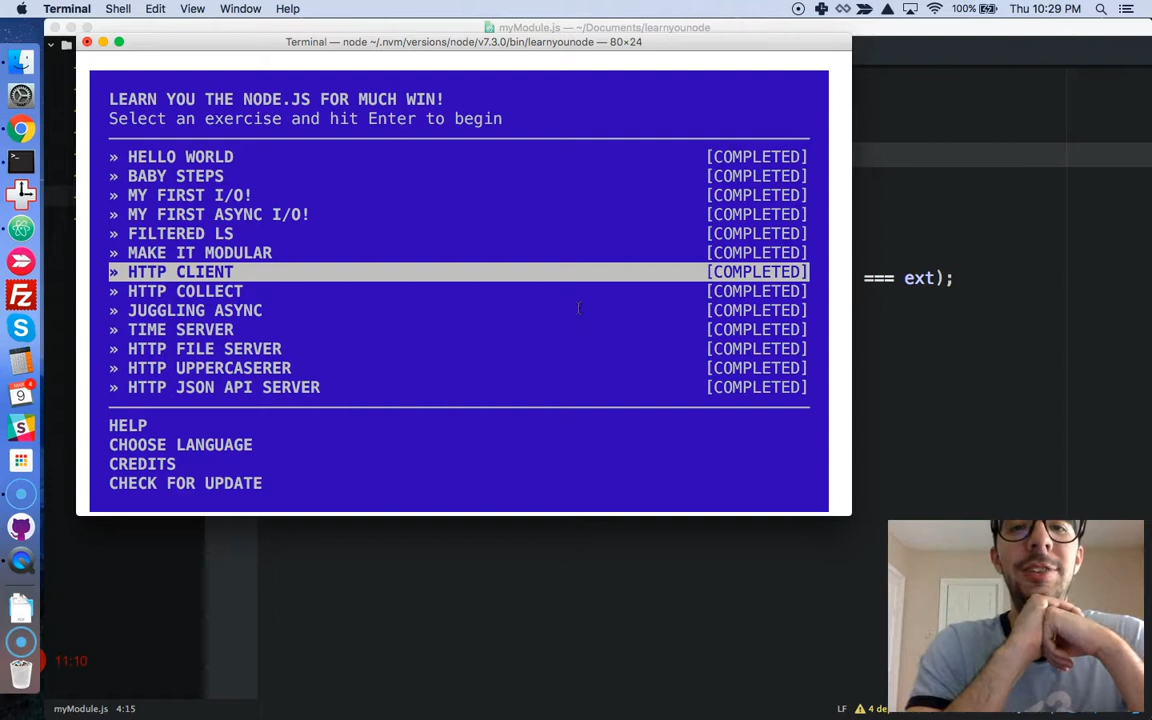 Terminal Shell Edit View Window Help 100% Thu 10:29 PM
myModule.js — ~/Documents/learnyounode
Terminal — node ~/.nvm/versions/node/v7.3.0/bin/learnyounode — 80×24
LEARN YOU THE NODE.JS FOR MUCH WIN!
Select an exercise and hit Enter to begin
» HELLO WORLD [COMPLETED]
» BABY STEPS [COMPLETED]
» MY FIRST I/O! [COMPLETED]
» MY FIRST ASYNC I/O! [COMPLETED]
» FILTERED LS [COMPLETED]
» MAKE IT MODULAR [COMPLETED]
» HTTP CLIENT [COMPLETED]
=== ext);
» HTTP COLLECT [COMPLETED]
» JUGGLING ASYNC [COMPLETED]
» TIME SERVER [COMPLETED]
» HTTP FILE SERVER [COMPLETED]
» HTTP UPPERCASERER [COMPLETED]
» HTTP JSON API SERVER [COMPLETED]
HELP
CHOOSE LANGUAGE
CREDITS
CHECK FOR UPDATE
11:10
myModule.js 4:15 LF 4 de